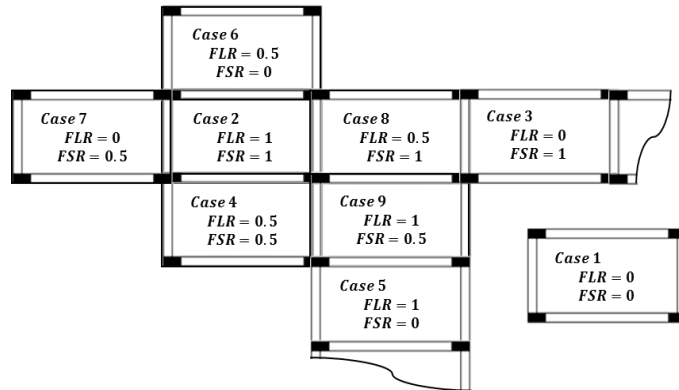 Case 6
FLR = 0.5
FSR = 0
Case 7
FLR = 0
FSR = 0.5
Case 2
FLR = 1
FSR = 1
Case 8
FLR = 0.5
FSR = 1
Case 3
FLR = 0
FSR = 1
Case 4
FLR = 0.5
FSR = 0.5
Case 9
FLR = 1
FSR = 0.5
Case 1
FLR = 0
FSR = 0
Case 5
FLR = 1
FSR = 0